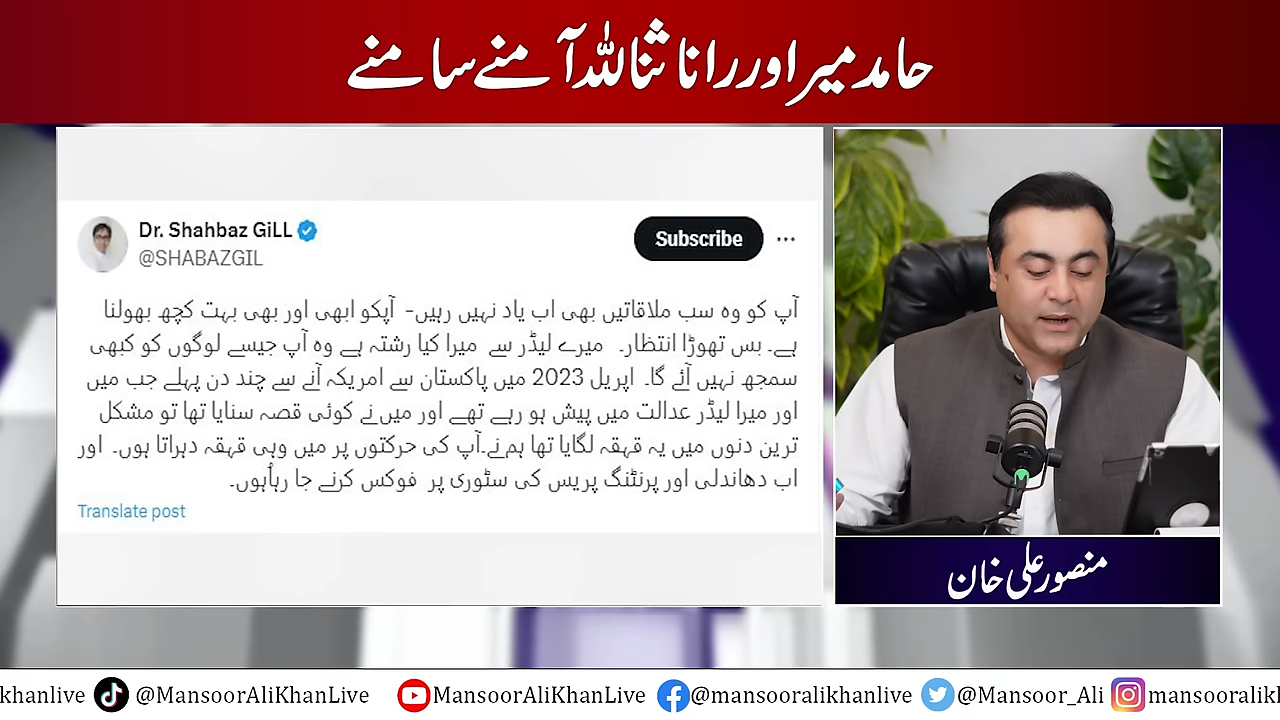 حامد میر اور رانا ثنا للہ آمنے سامنے
Dr. Shahbaz GiLL
@SHABAZGIL
Subscribe
آپ کو وہ سب ملاقاتیں بھی اب یاد نہیں رہیں- آپکو ابھی اور بھی بہت کچھ بھولنا
ہے۔ بس تھوڑا انتظار۔ میرے لیڈر سے میرا کیا رشتہ ہے وہ آپ جیسے لوگوں کو کبھی
سمجھ نہیں آئے گا۔ اپریل 2023 میں پاکستان سے امریکہ آنے سے چند دن پہلے جب میں
اور میرا لیڈر عدالت میں پیش ہو رہے تھے اور میں نے کوئی قصہ سنایا تھا تو مشکل
ترین دنوں میں یہ قہقہ لگایا تھا ہم نے۔آپ کی حرکتوں پر میں وہی قہقہ دہراتا ہوں۔ اور
اب دھاندلی اور پرنٹنگ پریس کی سٹوری پر فوکس کرنے جا رہاُہوں۔
Translate post
منصور علی خان
khanlive @MansoorAliKhanLive MansoorAliKhanLive @mansooralikhanlive @Mansoor_Ali mansooralik